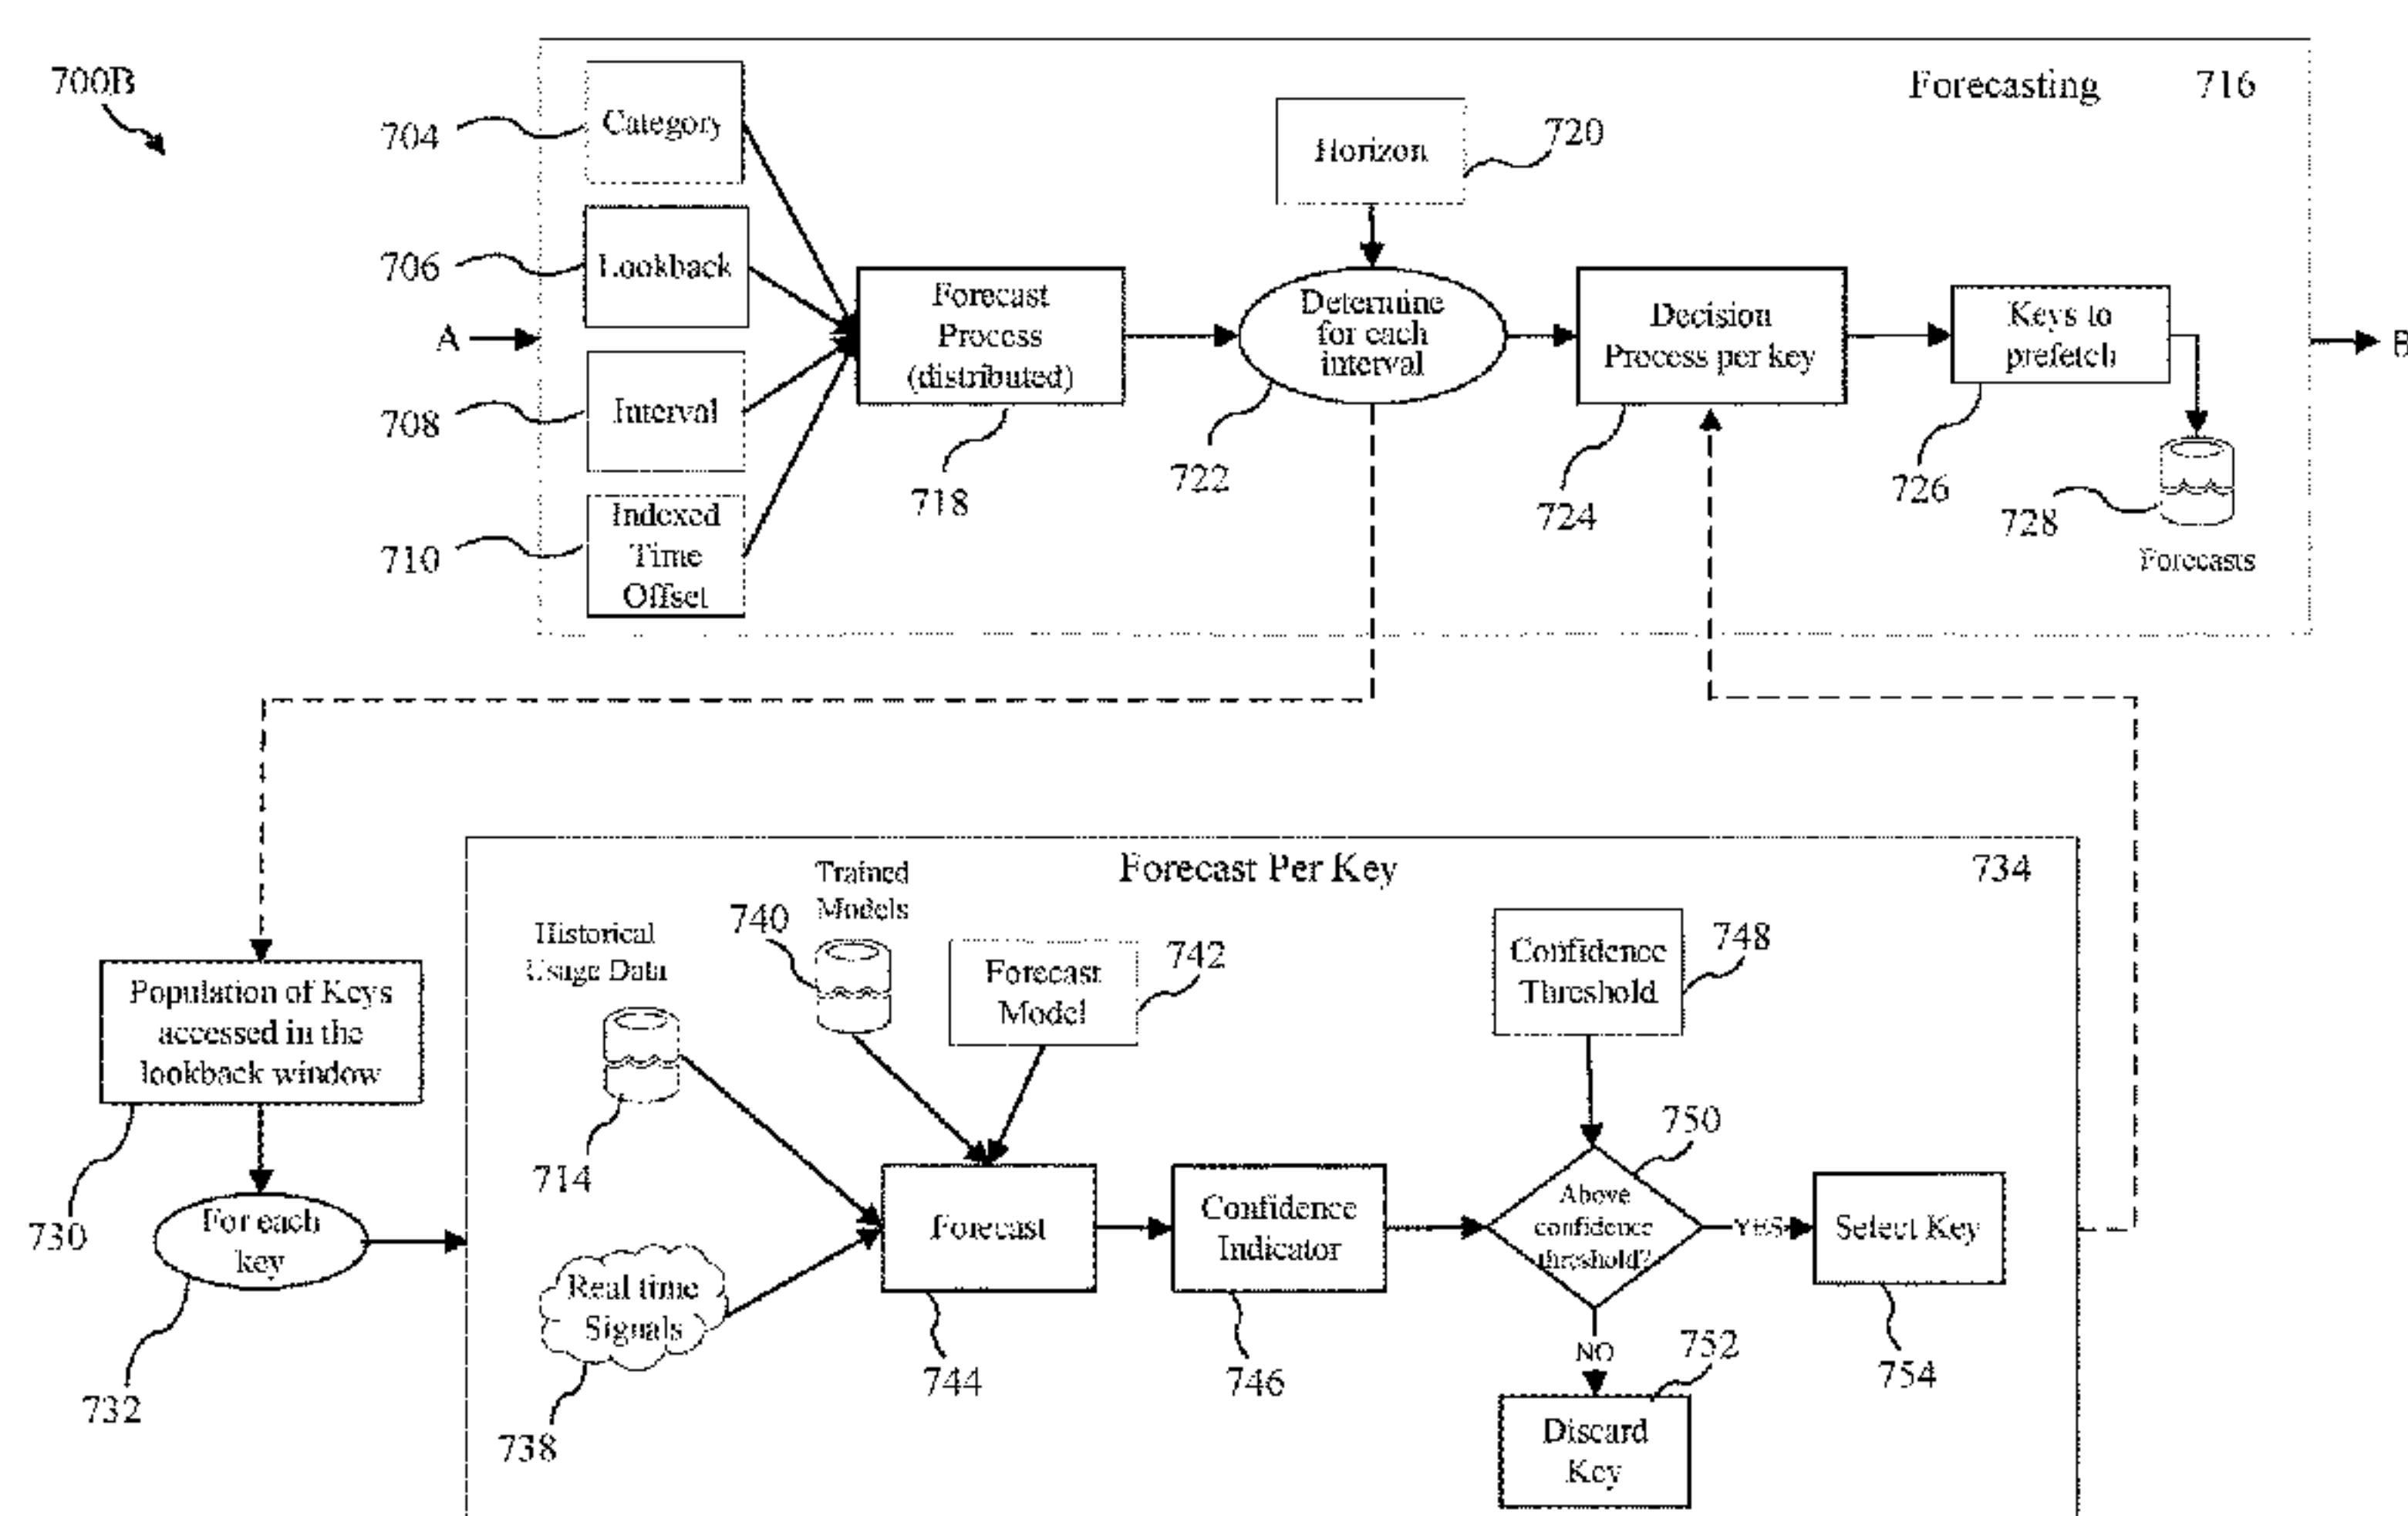 700B
Forecasting 716
704
Category
Horizon
720
706
Lookback
Forecast
Process
(distributed)
Determine
for each
interval
Decision
Process per key
Keys to
prefetch
A
B
708
Interval
718
722
724
726
728
Forecasts
710
Indexed
Time
Offset
Forecast Per Key
734
Trained
Models
740
Historical
Usage Data
Forecast
Model
742
Confidence
Threshold
748
Population of Keys
accessed in the
lookback window
714
750
730
For each
key
Forecast
Confidence
Indicator
Above
confidence
threshold?
YES
Select Key
Real time
Signals
732
738
744
746
NO
752
754
Discard
Key